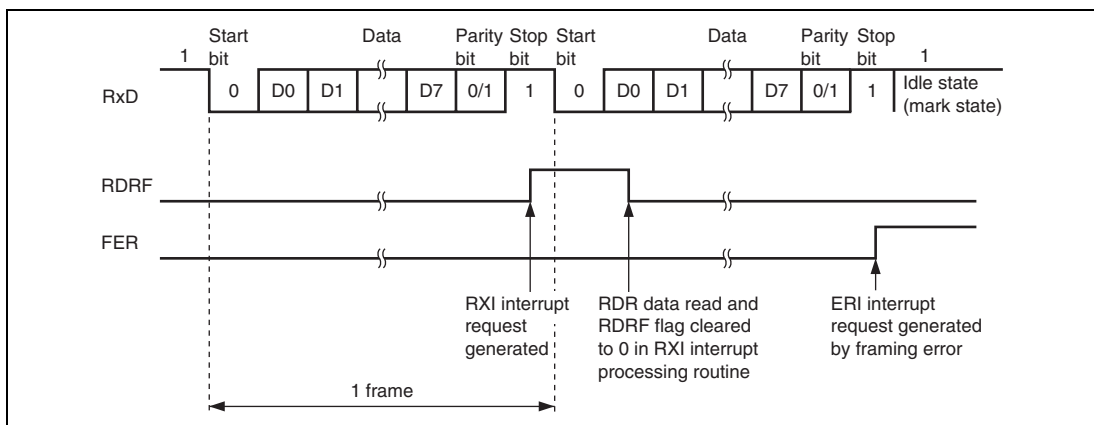 1
Start bit
Data
Parity bit
Stop bit
Start bit
Data
Parity bit
Stop bit
1
RxD
0
D0
D1
D7
0/1
1
0
D0
D1
D7
0/1
1
Idle state
(mark state)
RDRF
FER
RXI interrupt
request
generated
RDR data read and
RDRF flag cleared
to 0 in RXI interrupt
processing routine
ERI interrupt
request generated
by framing error
1 frame